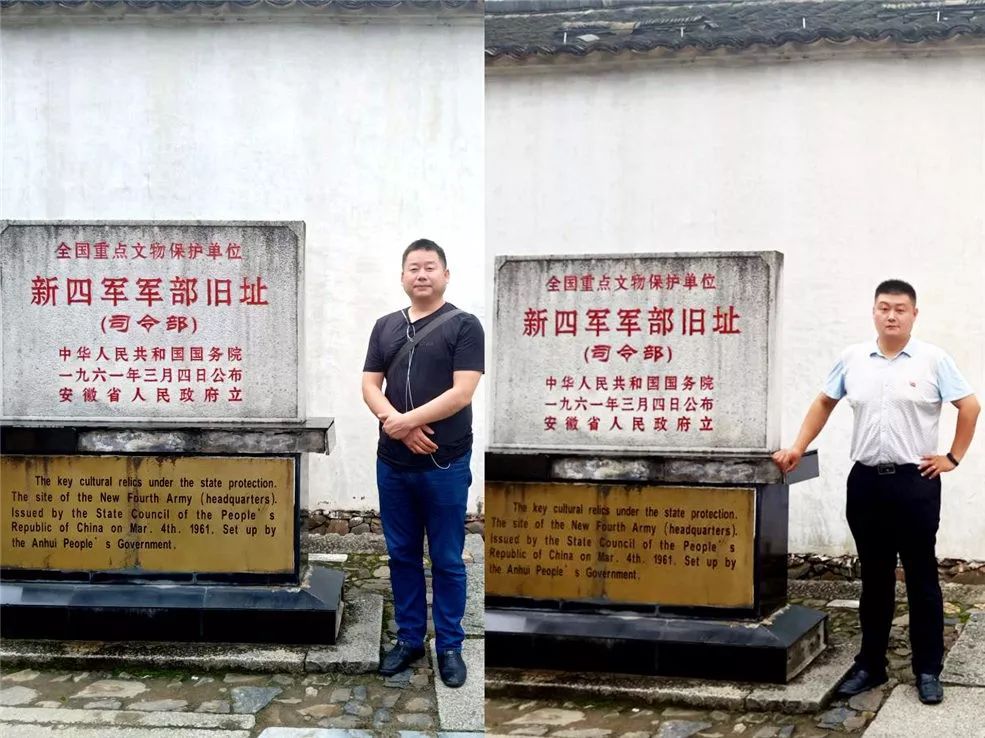 全国重点文物保护单位
新四军军部旧址
(司令部)
中华人民共和国国务院
一九六一年三月四日公布
安徽省人民政府立
The key cultural relics under the state protection.
The site of the New Fourth Army (headquarters).
Issued by the State Council of the People's
Republic of China on Mar. 4th. 1961. Set up by
the Anhui People's Government.
全国重点文物保护单位
新四军军部旧址
(司令部)
中华人民共和国国务院
一九六一年三月四日公布
安徽省人民政府立
The key cultural relics under the state protection.
The site of the New Fourth Army (headquarters).
Issued by the State Council of the People's
Republic of China on Mar. 4th. 1961. Set up by
the Anhui People's Government.